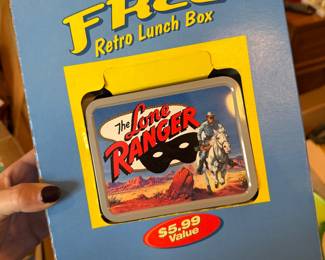 FREE
Retro Lunch Box
The Lone
RANGER
$5.99
Value